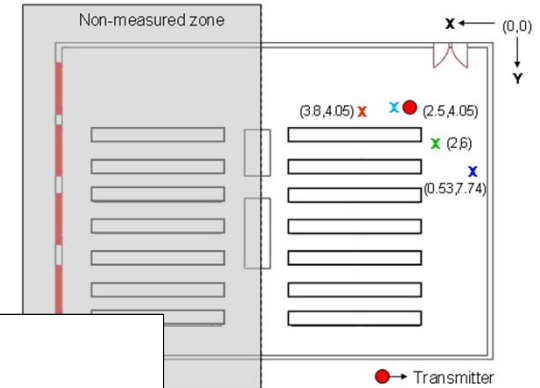 Non-measured zone
X
(0,0)
Y
(3.8,4.05) X
X
(2.5,4.05)
X (2,6)
X
(0.53,7.74)
Transmitter